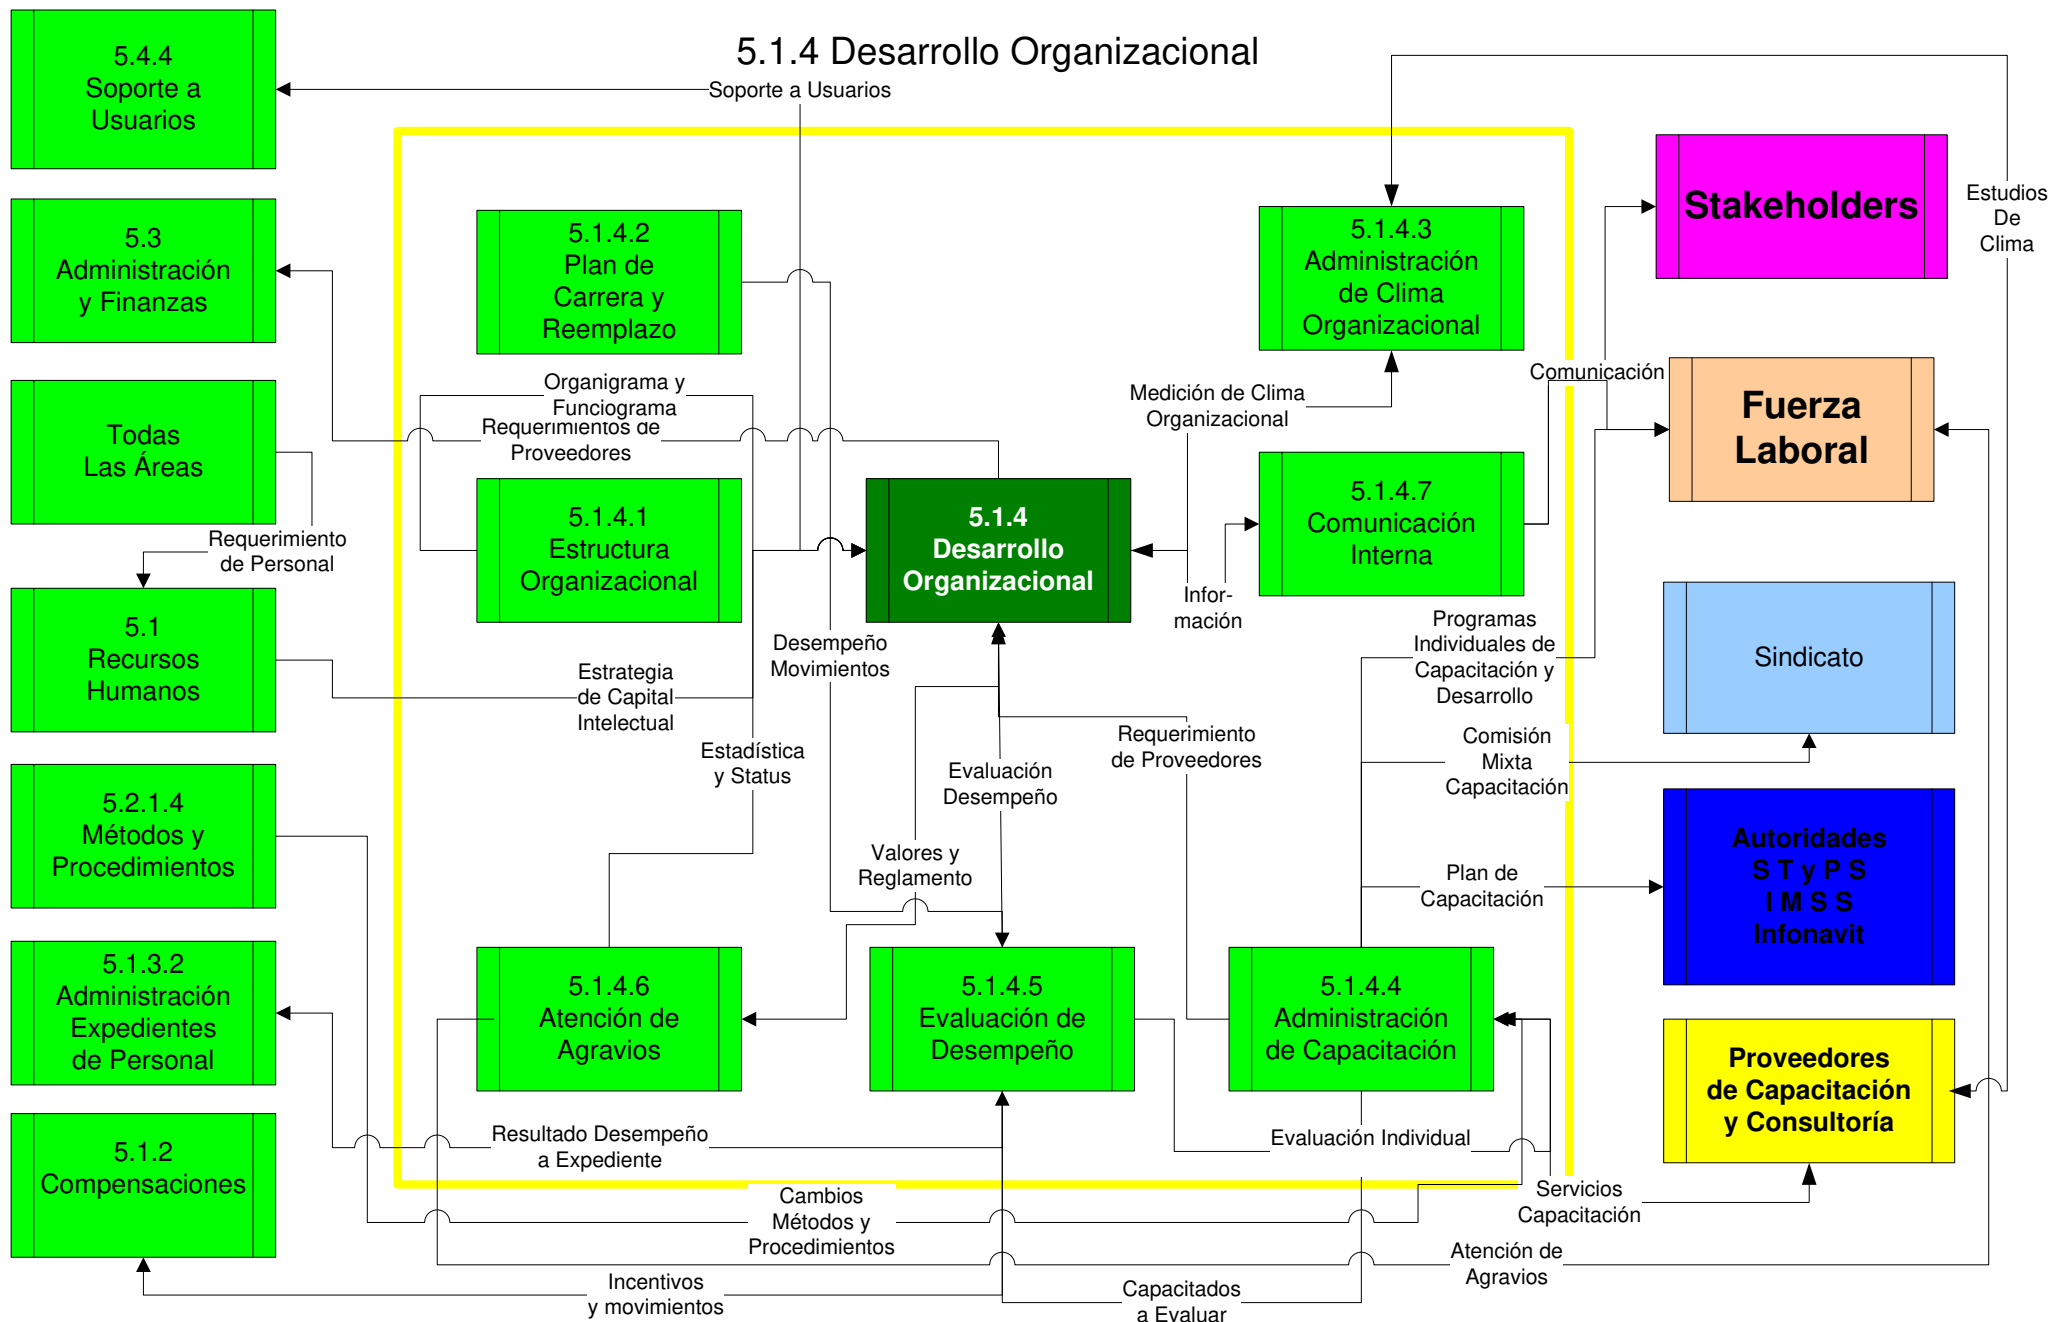 5.1.4 Desarrollo Organizacional
5.4.4
Soporte a
Usuarios
Soporte a Usuarios
5.3
Administración
y Finanzas
Todas
Las Áreas
Requerimiento
de Personal
5.1
Recursos
Humanos
5.2.1.4
Métodos y
Procedimientos
5.1.3.2
Administración
Expedientes
de Personal
5.1.2
Compensaciones
5.1.4.2
Plan de
Carrera y
Reemplazo
Organigrama y
Funciograma
Requerimientos de
Proveedores
5.1.4.1
Estructura
Organizacional
Estrategia
de Capital
Intelectual
Estadística
y Status
Desempeño
Movimientos
5.1.4
Desarrollo
Organizacional
Evaluación
Desempeño
Valores y
Reglamento
Requerimiento
de Proveedores
5.1.4.3
Administración
de Clima
Organizacional
Medición de Clima
Organizacional
5.1.4.7
Comunicación
Interna
Infor-
mación
Comunicación
Programas
Individuales de
Capacitación y
Desarrollo
Comisión
Mixta
Capacitación
Plan de
Capacitación
5.1.4.6
Atención de
Agravios
5.1.4.5
Evaluación de
Desempeño
5.1.4.4
Administración
de Capacitación
Resultado Desempeño
a Expediente
Evaluación Individual
Cambios
Métodos y
Procedimientos
Servicios
Capacitación
Atención de
Agravios
Incentivos
y movimientos
Capacitados
a Evaluar
Stakeholders
Estudios
De
Clima
Fuerza
Laboral
Sindicato
Autoridades
S T y P S
I M S S
Infonavit
Proveedores
de Capacitación
y Consultoría